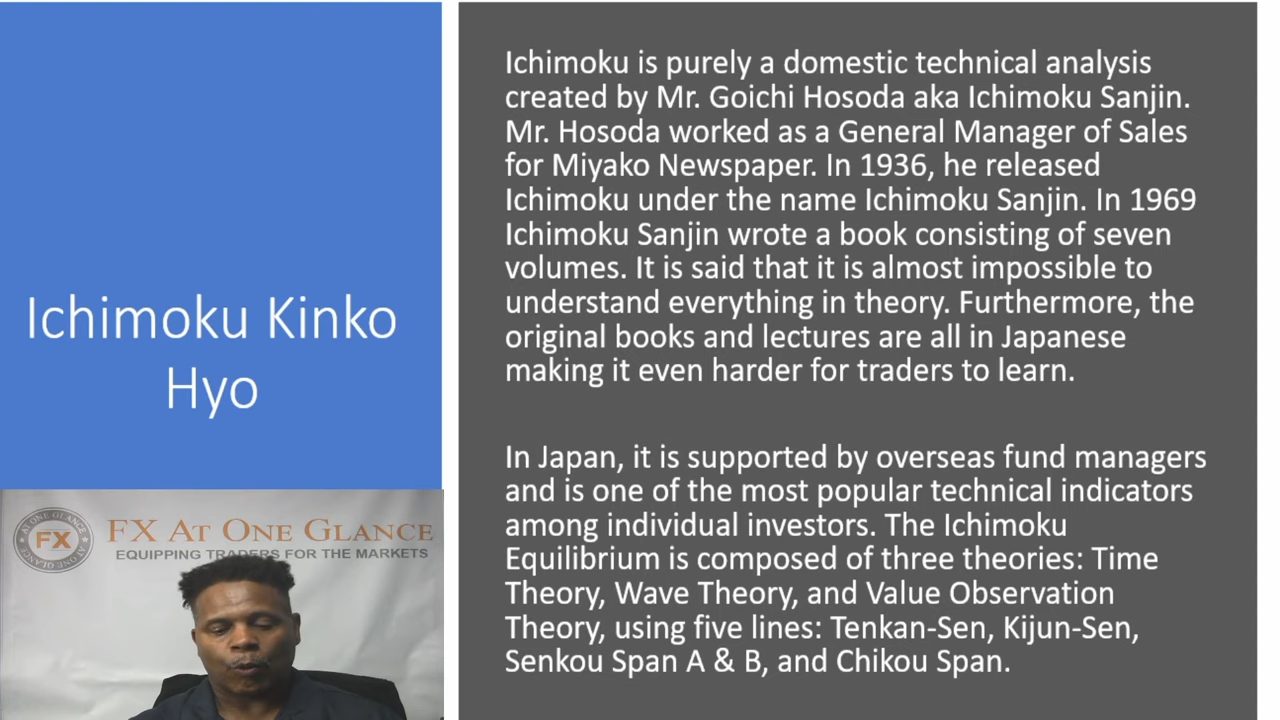 Ichimoku Kinko
Hyo
Ichimoku is purely a domestic technical analysis
created by Mr. Goichi Hosoda aka Ichimoku Sanjin.
Mr. Hosoda worked as a General Manager of Sales
for Miyako Newspaper. In 1936, he released
Ichimoku under the name Ichimoku Sanjin. In 1969
Ichimoku Sanjin wrote a book consisting of seven
volumes. It is said that it is almost impossible to
understand everything in theory. Furthermore, the
original books and lectures are all in Japanese
making it even harder for traders to learn.
In Japan, it is supported by overseas fund managers
and is one of the most popular technical indicators
among individual investors. The Ichimoku
Equilibrium is composed of three theories: Time
Theory, Wave Theory, and Value Observation
Theory, using five lines: Tenkan-Sen, Kijun-Sen,
Senkou Span A & B, and Chikou Span.
AT ONE GLANCE
FX
AT ONE GLANCE
FX AT ONE GLANCE
EQUIPPING TRADERS FOR THE MARKETS